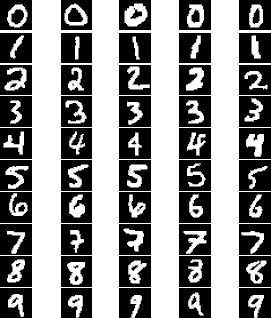 0 0 0 0 0
1 1 1 1 1
2 2 2 2 2
3 3 3 3 3
4 4 4 4 4
5 5 5 5 5
6 6 6 6 6
7 7 7 7 7
8 8 8 8 8
9 9 9 9 9